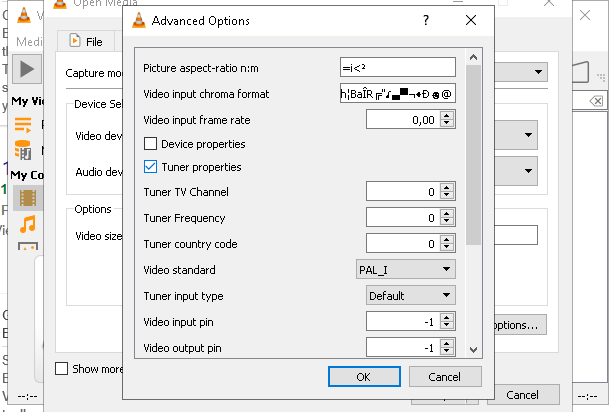 Open Media
Advanced Options
?
Media
File
Capture mo
Picture aspect-ratio n:m
=i<²
Video input chroma format
My Vi
Device Sel
Video input frame rate
0,00
Video dev
Device properties
Tuner properties
My Co
Audio dev
Tuner TV Channel
0
Options
Tuner Frequency
0
Video size
Tuner country code
0
Video standard
PAL_I
Tuner input type
Default
Video input pin
-1
ptions...
Video output pin
-1
Show more
OK
Cancel
Cancel
--:--
--:--